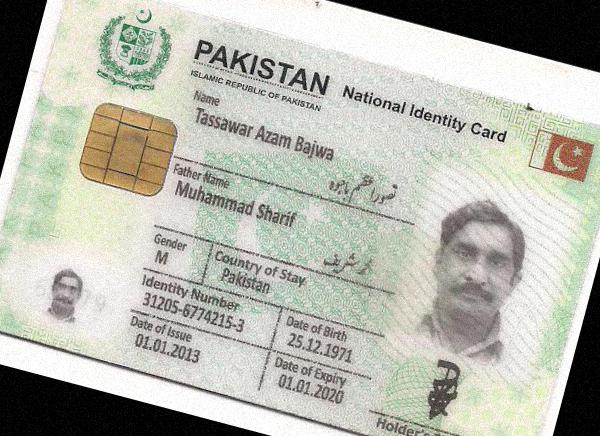 PAKISTAN National Identity Card
ISLAMIC REPUBLIC OF PAKISTAN
Name
Tassawar Azam Bajwa
تصور اعظم باجوہ
Father Name
Muhammad Sharif
محمد شریف
Gender
M
Country of Stay
Pakistan
Identity Number
31205-6774215-3
Date of Birth
25.12.1971
Date of Issue
01.01.2013
Date of Expiry
01.01.2020